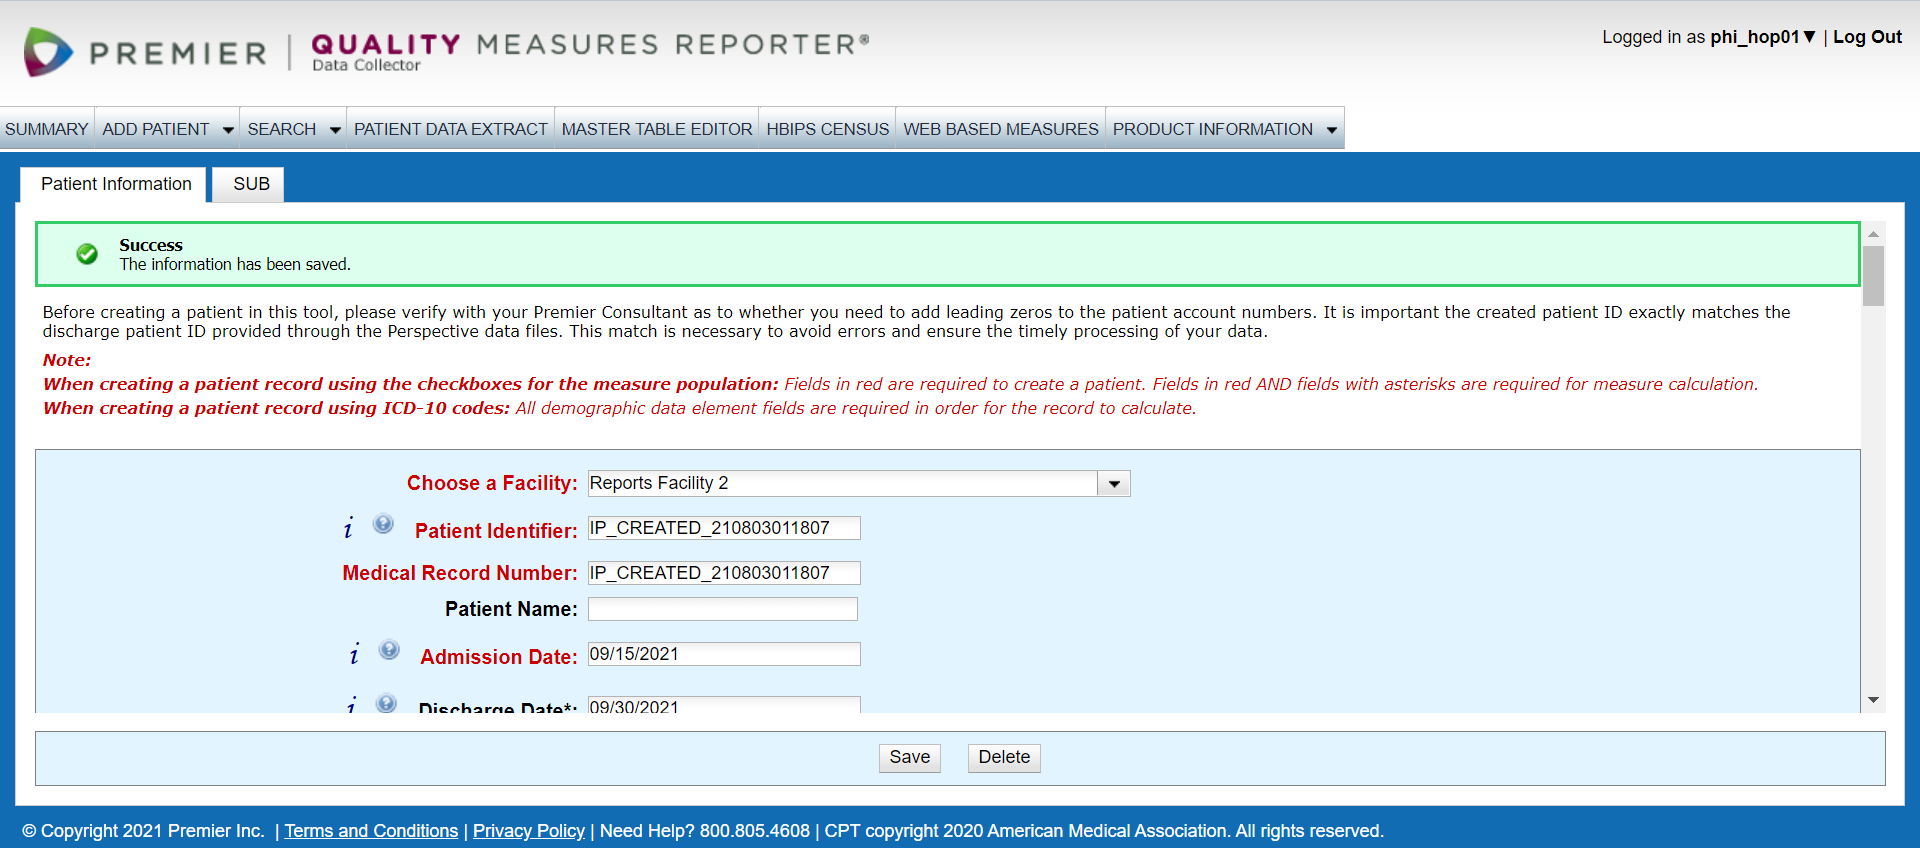 PREMIER | QUALITY MEASURES REPORTER®
Data Collector
Logged in as phi_hop01▼ | Log Out
SUMMARY ADD PATIENT SEARCH PATIENT DATA EXTRACT MASTER TABLE EDITOR HBIPS CENSUS WEB BASED MEASURES PRODUCT INFORMATION
Patient Information SUB
Success
The information has been saved.
Before creating a patient in this tool, please verify with your Premier Consultant as to whether you need to add leading zeros to the patient account numbers. It is important the created patient ID exactly matches the
discharge patient ID provided through the Perspective data files. This match is necessary to avoid errors and ensure the timely processing of your data.
Note:
When creating a patient record using the checkboxes for the measure population: Fields in red are required to create a patient. Fields in red AND fields with asterisks are required for measure calculation.
When creating a patient record using ICD-10 codes: All demographic data element fields are required in order for the record to calculate.
Choose a Facility: Reports Facility 2
i ? Patient Identifier: IP_CREATED_210803011807
Medical Record Number: IP_CREATED_210803011807
Patient Name:
i ? Admission Date: 09/15/2021
i ? Discharge Date*: 09/30/2021
Save Delete
© Copyright 2021 Premier Inc. | Terms and Conditions | Privacy Policy | Need Help? 800.805.4608 | CPT copyright 2020 American Medical Association. All rights reserved.